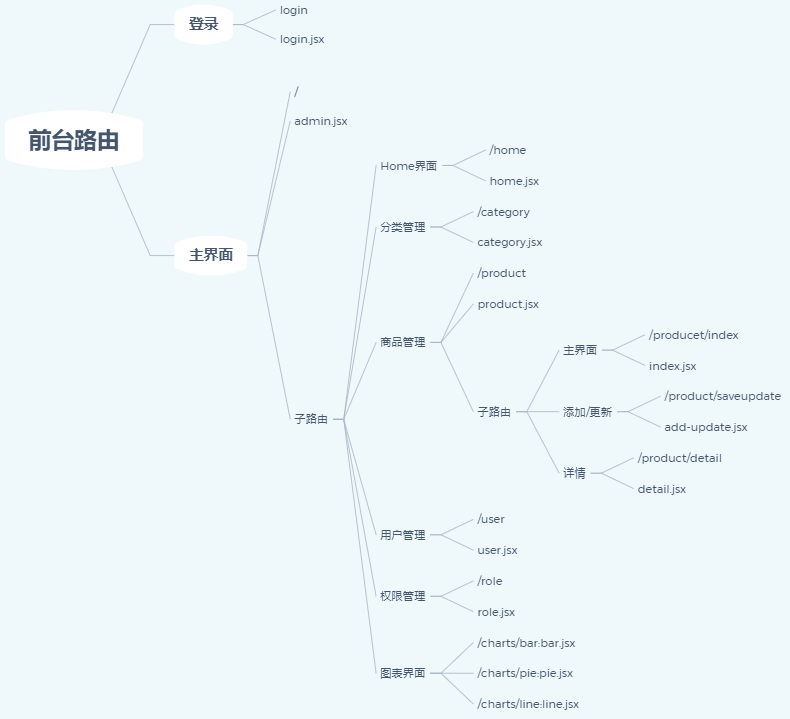 前台路由
登录
login
login.jsx
主界面
/
admin.jsx
子路由
Home界面
/home
home.jsx
分类管理
/category
category.jsx
商品管理
/product
product.jsx
子路由
主界面
/producet/index
index.jsx
添加/更新
/product/saveupdate
add-update.jsx
详情
/product/detail
detail.jsx
用户管理
/user
user.jsx
权限管理
/role
role.jsx
图表界面
/charts/bar:bar.jsx
/charts/pie:pie.jsx
/charts/line:line.jsx